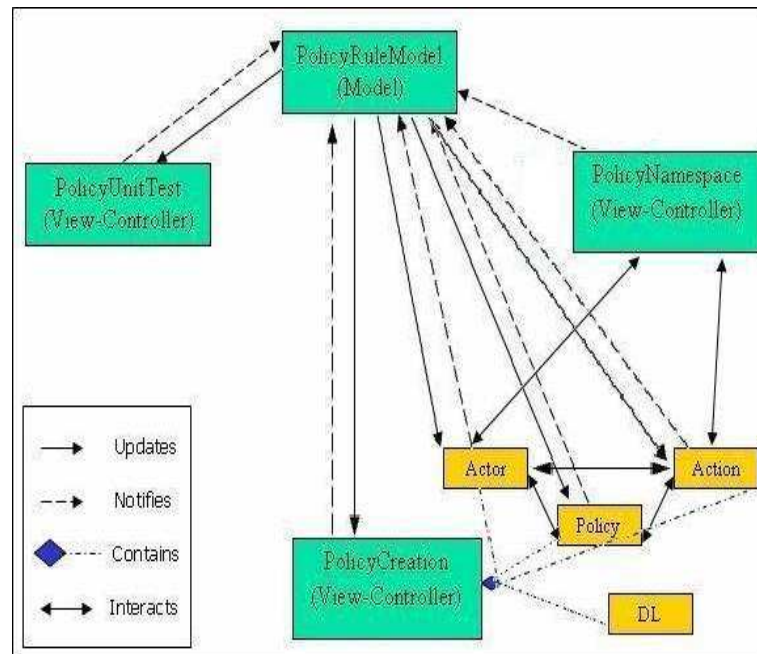 PolicyRuleModel
(Model)
PolicyUnitTest
(View-Controller)
PolicyNamespace
(View-Controller)
Updates
Notifies
Contains
Interacts
Actor
Action
Policy
PolicyCreation
(View-Controller)
DL